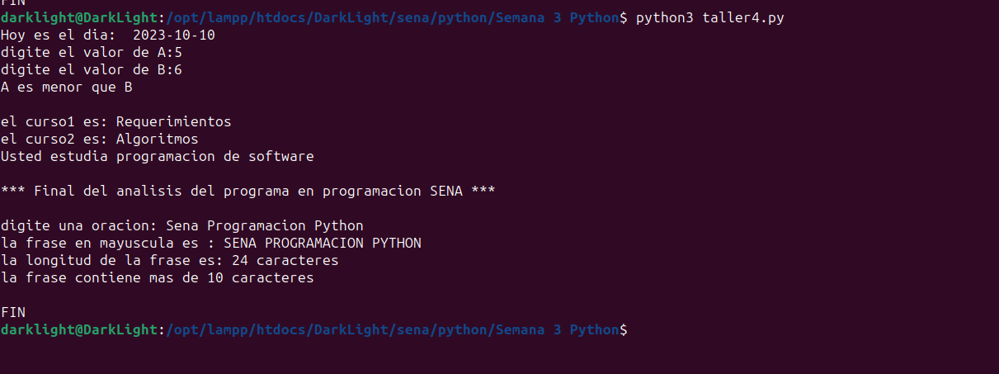 FIN
darklight@DarkLight:/opt/lampp/htdocs/DarkLight/sena/python/Semana 3 Python$ python3 taller4.py
Hoy es el dia:  2023-10-10
digite el valor de A:5
digite el valor de B:6
A es menor que B
el curso1 es: Requerimientos
el curso2 es: Algoritmos
Usted estudia programacion de software
*** Final del analisis del programa en programacion SENA ***
digite una oracion: Sena Programacion Python
la frase en mayuscula es : SENA PROGRAMACION PYTHON
la longitud de la frase es: 24 caracteres
la frase contiene mas de 10 caracteres
FIN
darklight@DarkLight:/opt/lampp/htdocs/DarkLight/sena/python/Semana 3 Python$